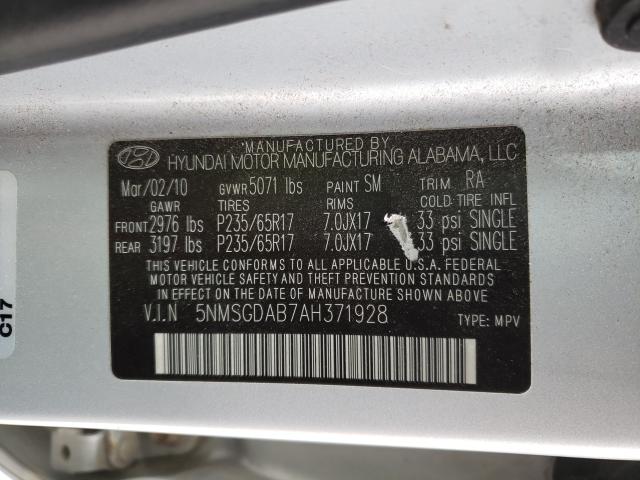 MANUFACTURED BY
HYUNDAI MOTOR MANUFACTURING ALABAMA, LLC
Mar/02/10 GVWR 5071 lbs PAINT SM TRIM RA
GAWR TIRES RIMS COLD TIRE INFL
FRONT 2976 lbs P235/65R17 7.0JX17 33 psi SINGLE
REAR 3197 lbs P235/65R17 7.0JX17 33 psi SINGLE
THIS VEHICLE CONFORMS TO ALL APPLICABLE U.S.A. FEDERAL
MOTOR VEHICLE SAFETY AND THEFT PREVENTION STANDARDS
IN EFFECT ON THE DATE OF MANUFACTURE SHOWN ABOVE.
V.I.N 5NMSGDAB7AH371928 TYPE: MPV
C17